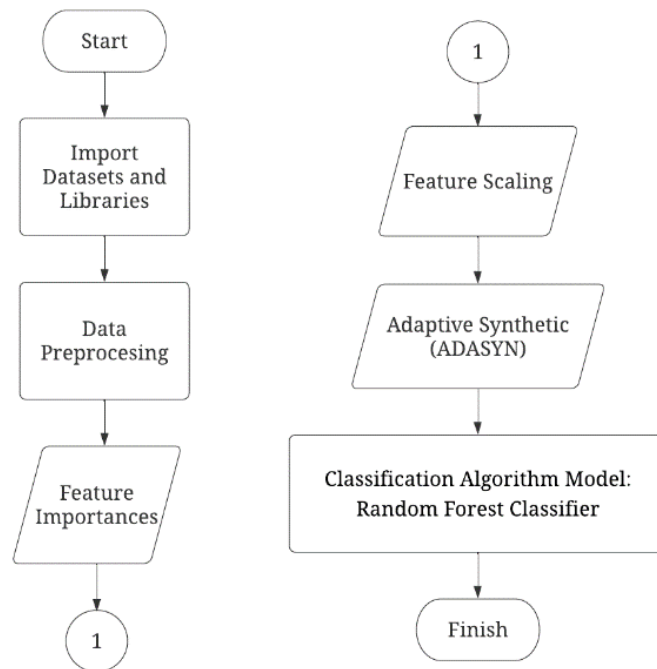 Start
Import
Datasets and
Libraries
Data
Preprocesing
Feature
Importances
1
1
Feature Scaling
Adaptive Synthetic
(ADASYN)
Classification Algorithm Model:
Random Forest Classifier
Finish